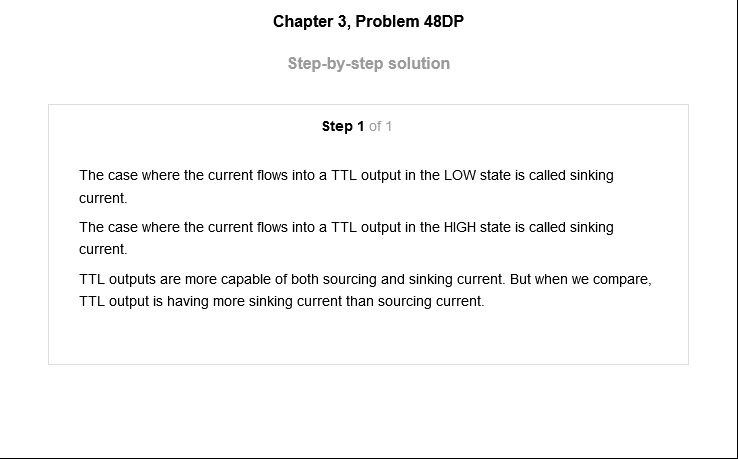 Chapter 3, Problem 48DP
Step-by-step solution
Step 1 of 1
The case where the current flows into a TTL output in the LOW state is called sinking
current.
The case where the current flows into a TTL output in the HIGH state is called sinking
current.
TTL outputs are more capable of both sourcing and sinking current. But when we compare,
TTL output is having more sinking current than sourcing current.